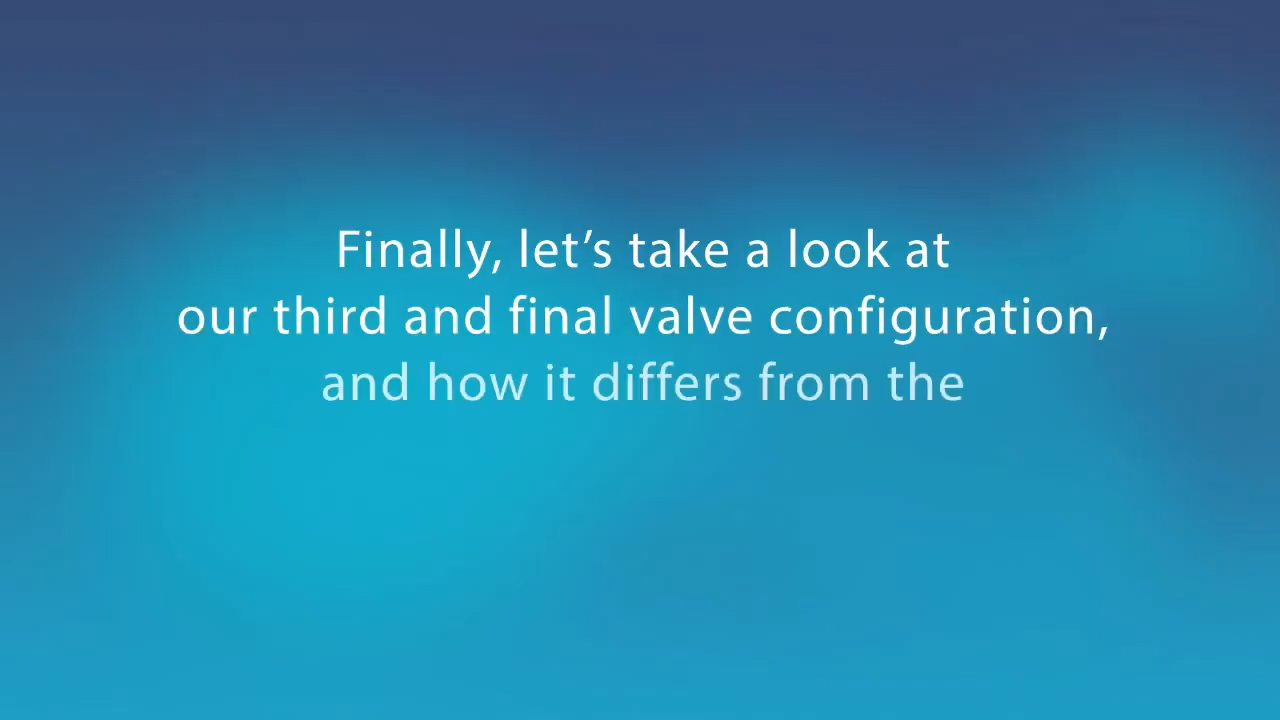 Finally, let’s take a look at
our third and final valve configuration,
and how it differs from the